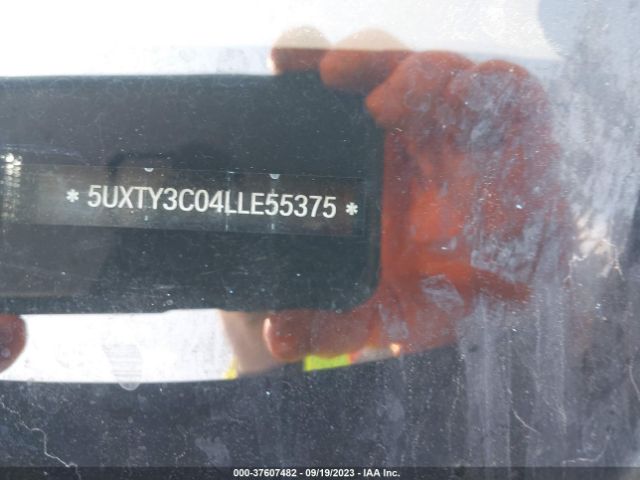 * 5UXTY3C04LLE55375 *
000-37607482 - 09/19/2023 - IAA Inc.